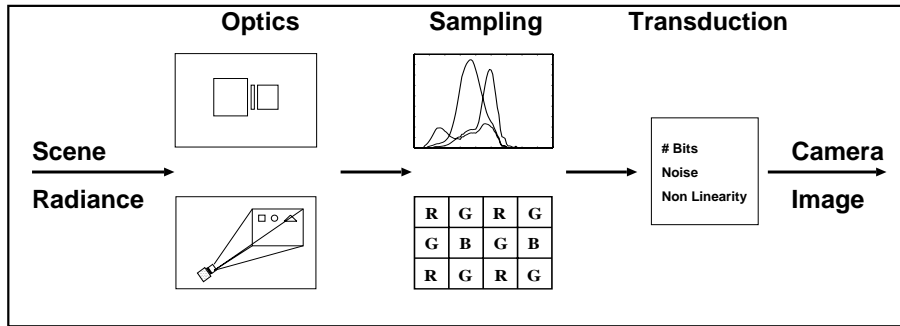 Optics Sampling Transduction
Scene
Radiance
R G R G
G B G B
R G R G
# Bits
Noise
Non Linearity
Camera
Image